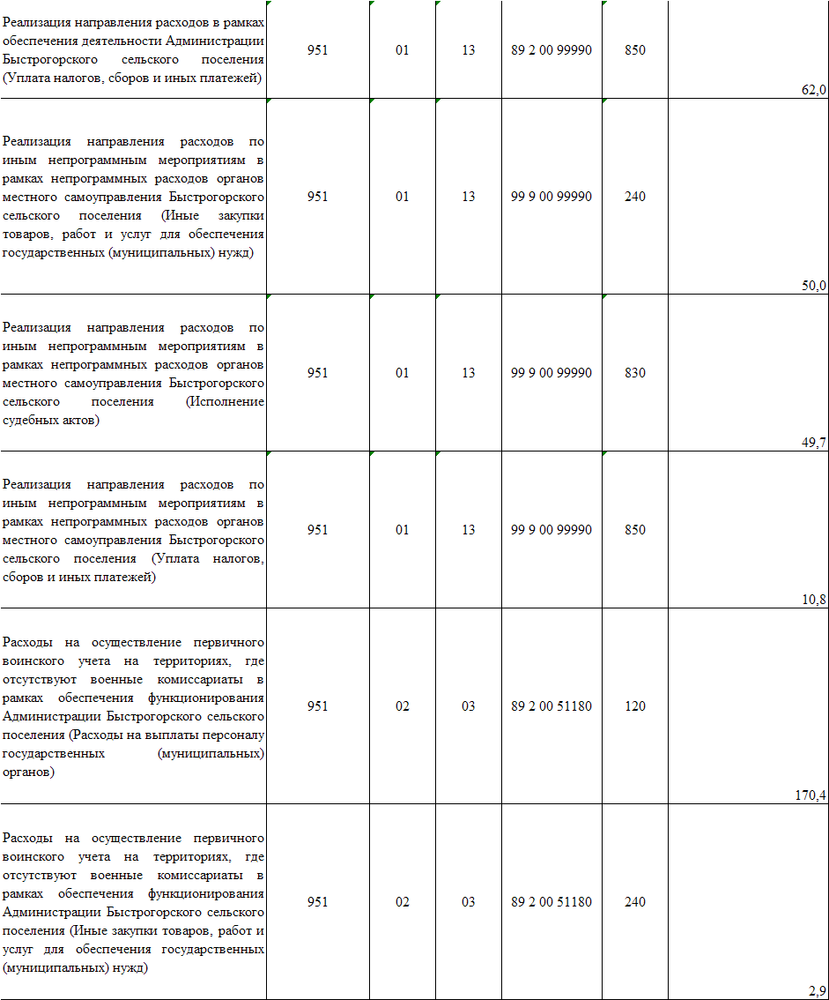 Реализация направления расходов в рамках
обеспечения деятельности Администрации
Быстрогорского сельского поселения
(Уплата налогов, сборов и иных платежей)
951
01
13
89 2 00 99990
850
62,0
Реализация направления расходов по
иным непрограммным мероприятиям в
рамках непрограммных расходов органов
местного самоуправления Быстрогорского
сельского поселения (Иные закупки
товаров, работ и услуг для обеспечения
государственных (муниципальных) нужд)
951
01
13
99 9 00 99990
240
50,0
Реализация направления расходов по
иным непрограммным мероприятиям в
рамках непрограммных расходов органов
местного самоуправления Быстрогорского
сельского поселения (Исполнение
судебных актов)
951
01
13
99 9 00 99990
830
49,7
Реализация направления расходов по
иным непрограммным мероприятиям в
рамках непрограммных расходов органов
местного самоуправления Быстрогорского
сельского поселения (Уплата налогов,
сборов и иных платежей)
951
01
13
99 9 00 99990
850
10,8
Расходы на осуществление первичного
воинского учета на территориях, где
отсутствуют военные комиссариаты в
рамках обеспечения функционирования
Администрации Быстрогорского сельского
поселения (Расходы на выплаты персоналу
государственных (муниципальных)
органов)
951
02
03
89 2 00 51180
120
170,4
Расходы на осуществление первичного
воинского учета на территориях, где
отсутствуют военные комиссариаты в
рамках обеспечения функционирования
Администрации Быстрогорского сельского
поселения (Иные закупки товаров, работ и
услуг для обеспечения государственных
(муниципальных) нужд)
951
02
03
89 2 00 51180
240
2,9